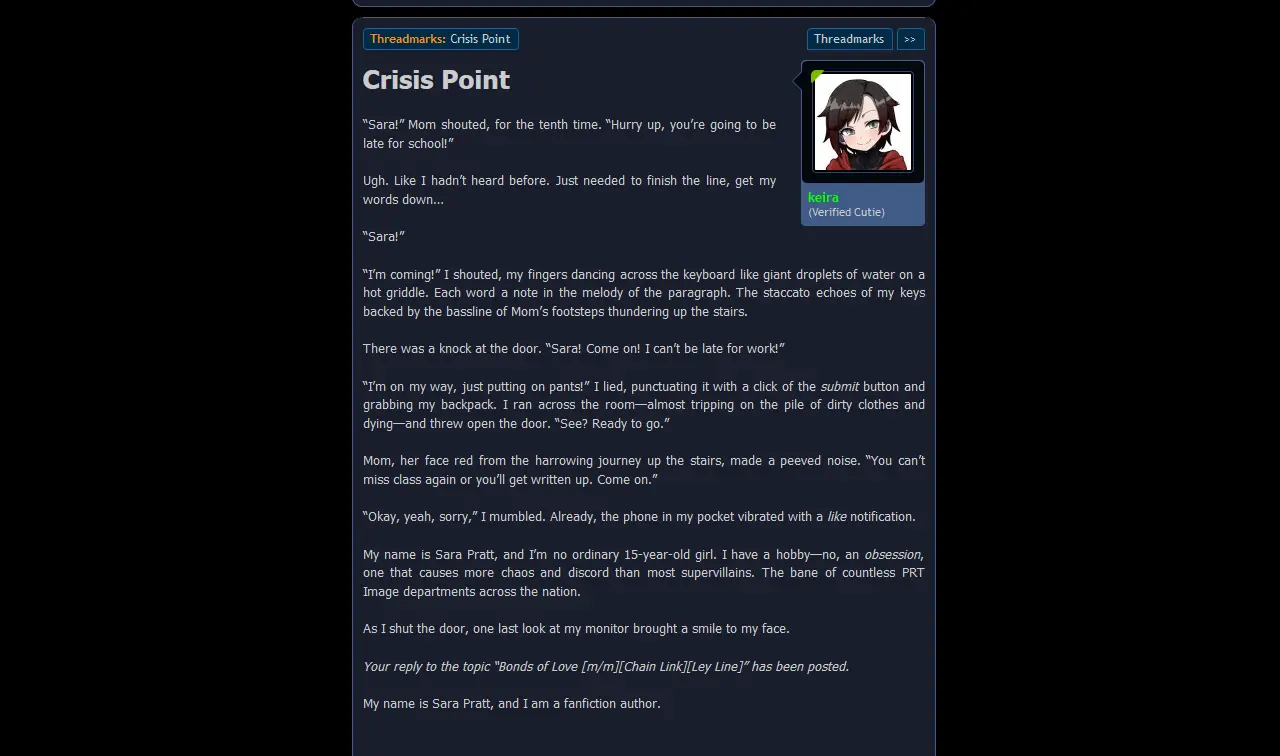 Threadmarks: Crisis Point
Threadmarks >>
Crisis Point
“Sara!” Mom shouted, for the tenth time. “Hurry up, you’re going to be
late for school!”
Ugh. Like I hadn’t heard before. Just needed to finish the line, get my
words down...
keira
(Verified Cutie)
“Sara!”
“I’m coming!” I shouted, my fingers dancing across the keyboard like giant droplets of water on a
hot griddle. Each word a note in the melody of the paragraph. The staccato echoes of my keys
backed by the bassline of Mom’s footsteps thundering up the stairs.
There was a knock at the door. “Sara! Come on! I can’t be late for work!”
“I’m on my way, just putting on pants!” I lied, punctuating it with a click of the submit button and
grabbing my backpack. I ran across the room—almost tripping on the pile of dirty clothes and
dying—and threw open the door. “See? Ready to go.”
Mom, her face red from the harrowing journey up the stairs, made a peeved noise. “You can’t
miss class again or you’ll get written up. Come on.”
“Okay, yeah, sorry,” I mumbled. Already, the phone in my pocket vibrated with a like notification.
My name is Sara Pratt, and I’m no ordinary 15-year-old girl. I have a hobby—no, an obsession,
one that causes more chaos and discord than most supervillains. The bane of countless PRT
Image departments across the nation.
As I shut the door, one last look at my monitor brought a smile to my face.
Your reply to the topic “Bonds of Love [m/m][Chain Link][Ley Line]” has been posted.
My name is Sara Pratt, and I am a fanfiction author.